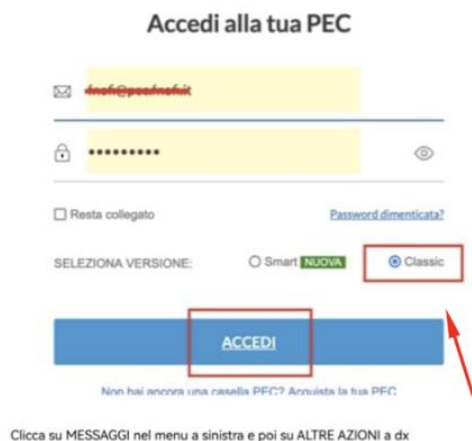 Accedi alla tua PEC
Resta collegato Password dimenticata?
SELEZIONA VERSIONE: Smart NUOVA Classic
ACCEDI
Non hai ancora una casella PEC? Acquista la tua PEC
Clicca su MESSAGGI nel menu a sinistra e poi su ALTRE AZIONI a dx